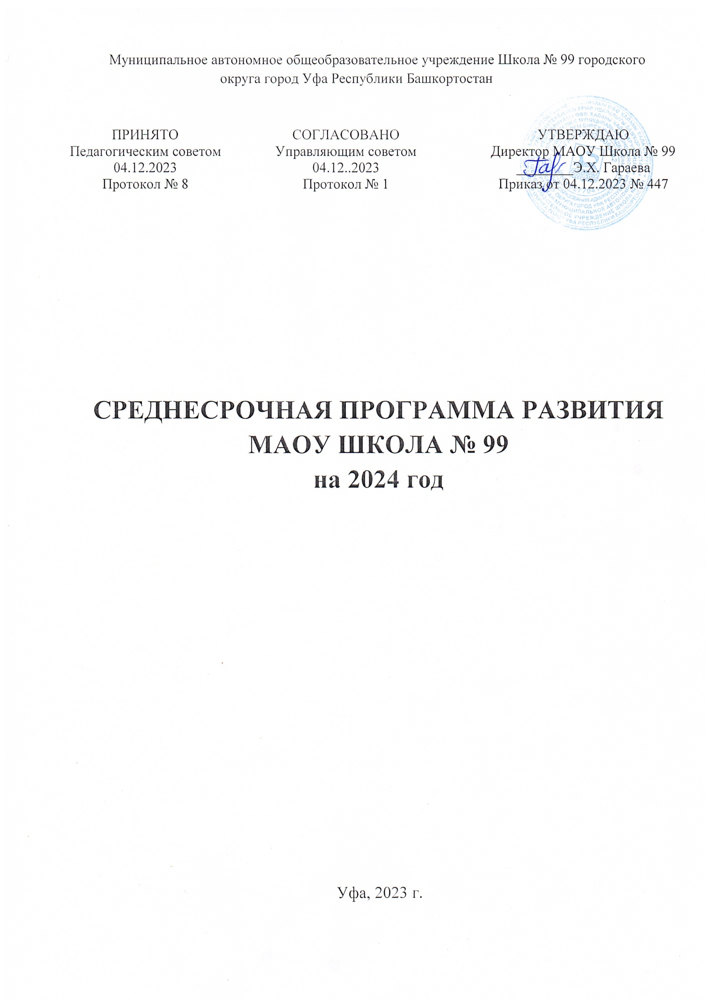 Муниципальное автономное общеобразовательное учреждение Школа № 99 городского
округа город Уфа Республики Башкортостан
ПРИНЯТО
Педагогическим советом
04.12.2023
Протокол № 8
СОГЛАСОВАНО
Управляющим советом
04.12..2023
Протокол № 1
УТВЕРЖДАЮ
Директор МАОУ Школа № 99
Э.Х. Гараева
Приказ от 04.12.2023 № 447
СРЕДНЕСРОЧНАЯ ПРОГРАММА РАЗВИТИЯ
МАОУ ШКОЛА № 99
на 2024 год
Уфа, 2023 г.